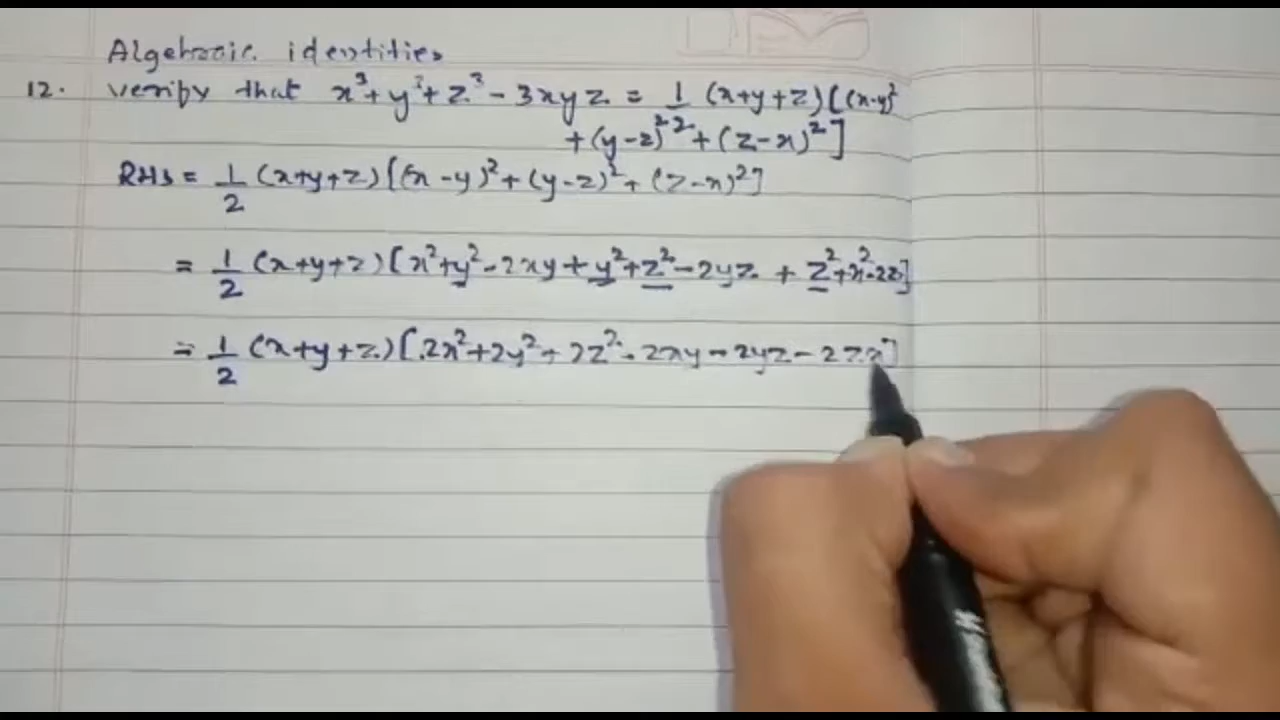 Algebraic identities
12. verify that x³+y³+z³-3xyz = 1/2 (x+y+z)[(x-y)²
+(y-z)²+(z-x)²]
RHS = 1/2 (x+y+z)[(x-y)²+(y-z)²+(z-x)²]
= 1/2 (x+y+z)[x²+y²-2xy+y²+z²-2yz + z²+x²-2z]
= 1/2 (x+y+z)[2x²+2y²+2z²-2xy-2yz-2zx]